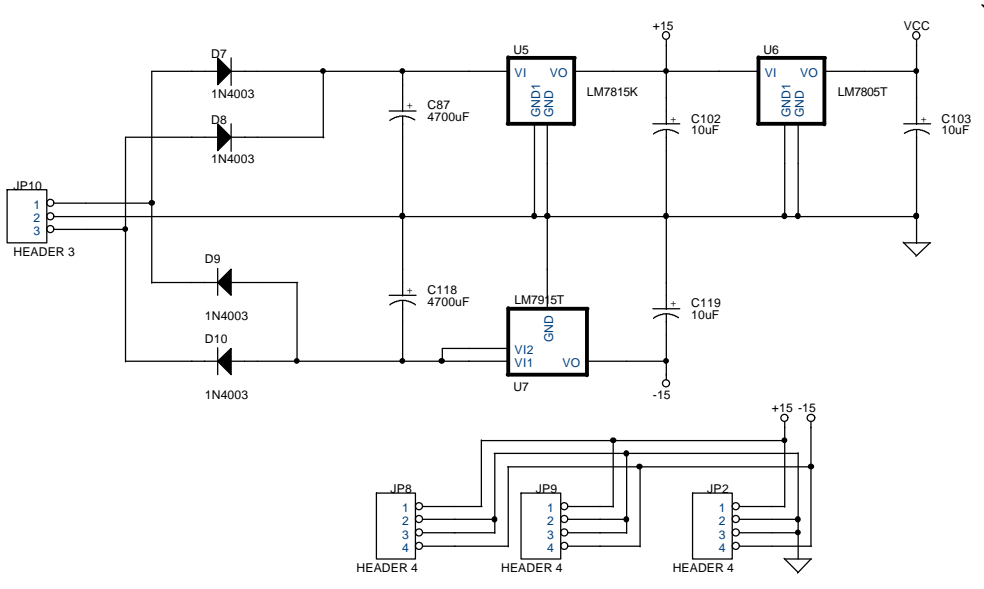 +15
VCC
D7
1N4003
U5
VI
VO
GND1
GND
LM7815K
U6
VI
VO
GND1
GND
LM7805T
D8
1N4003
+
C87
4700uF
+
C102
10uF
+
C103
10uF
JP10
1
2
3
HEADER 3
D9
1N4003
+
C118
4700uF
LM7915T
GND
VI2
VI1
VO
U7
+
C119
10uF
D10
1N4003
-15
+15
-15
JP8
1
2
3
4
HEADER 4
JP9
1
2
3
4
HEADER 4
JP2
1
2
3
4
HEADER 4